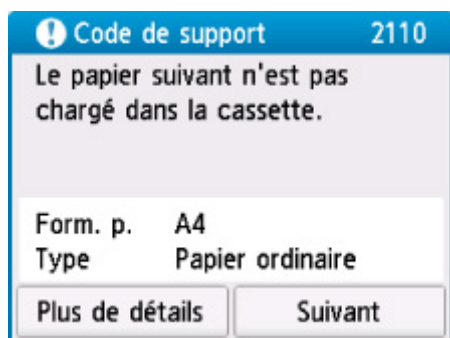 Code de support 2110
Le papier suivant n'est pas
chargé dans la cassette.
Form. p. A4
Type Papier ordinaire
Plus de détails Suivant